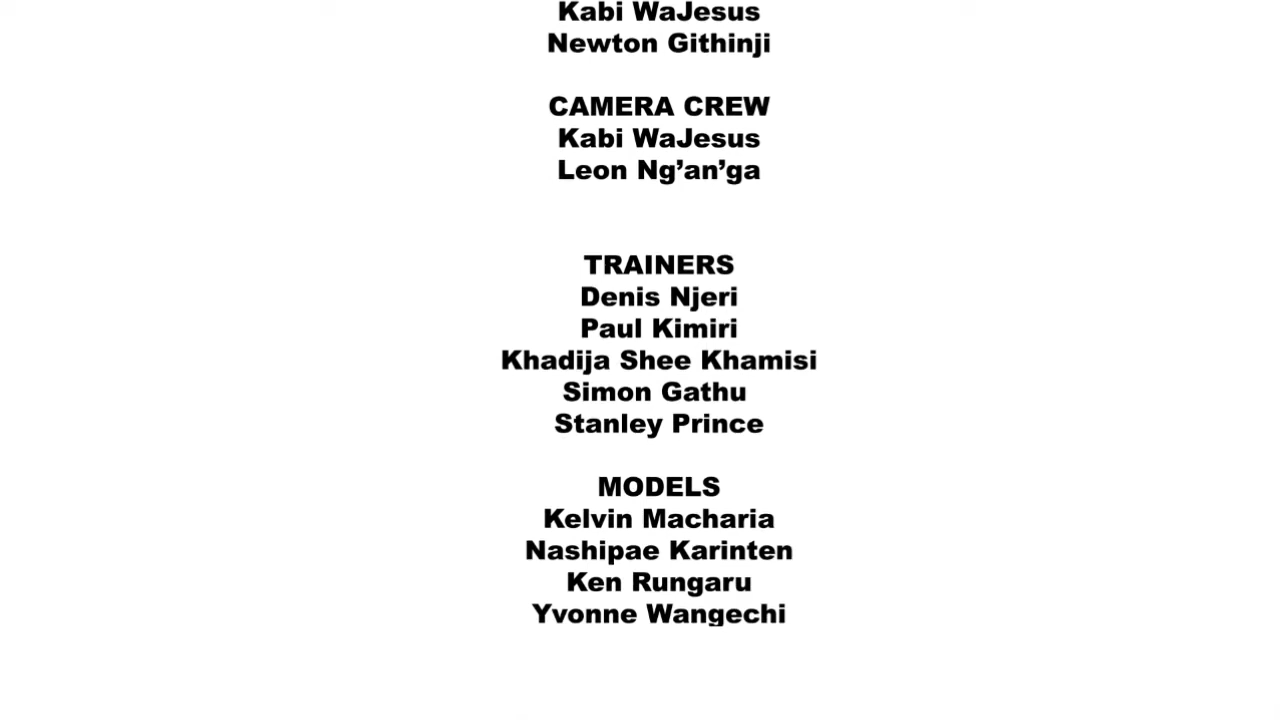 Kabi WaJesus
Newton Githinji
CAMERA CREW
Kabi WaJesus
Leon Ng’an’ga
TRAINERS
Denis Njeri
Paul Kimiri
Khadija Shee Khamisi
Simon Gathu
Stanley Prince
MODELS
Kelvin Macharia
Nashipae Karinten
Ken Rungaru
Yvonne Wangechi